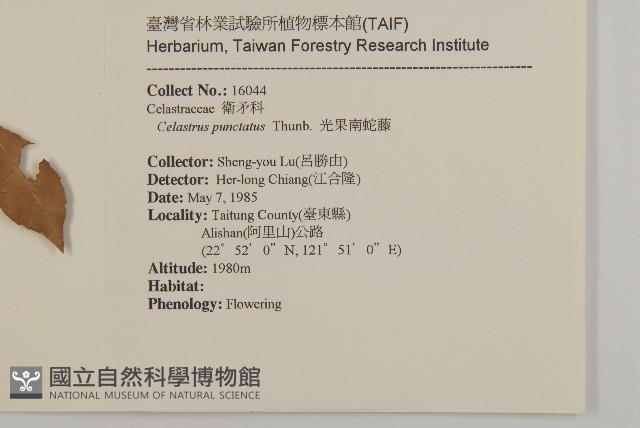 臺灣省林業試驗所植物標本館(TAIF)
Herbarium, Taiwan Forestry Research Institute
Collect No.: 16044
Celastraceae 衛矛科
Celastrus punctatus Thunb. 光果南蛇藤
Collector: Sheng-you Lu(呂勝由)
Detector: Her-long Chiang(江合隆)
Date: May 7, 1985
Locality: Taitung County(臺東縣)
Alishan(阿里山)公路
(22° 52' 0" N, 121° 51' 0" E)
Altitude: 1980m
Habitat:
Phenology: Flowering
國立自然科學博物館
NATIONAL MUSEUM OF NATURAL SCIENCE